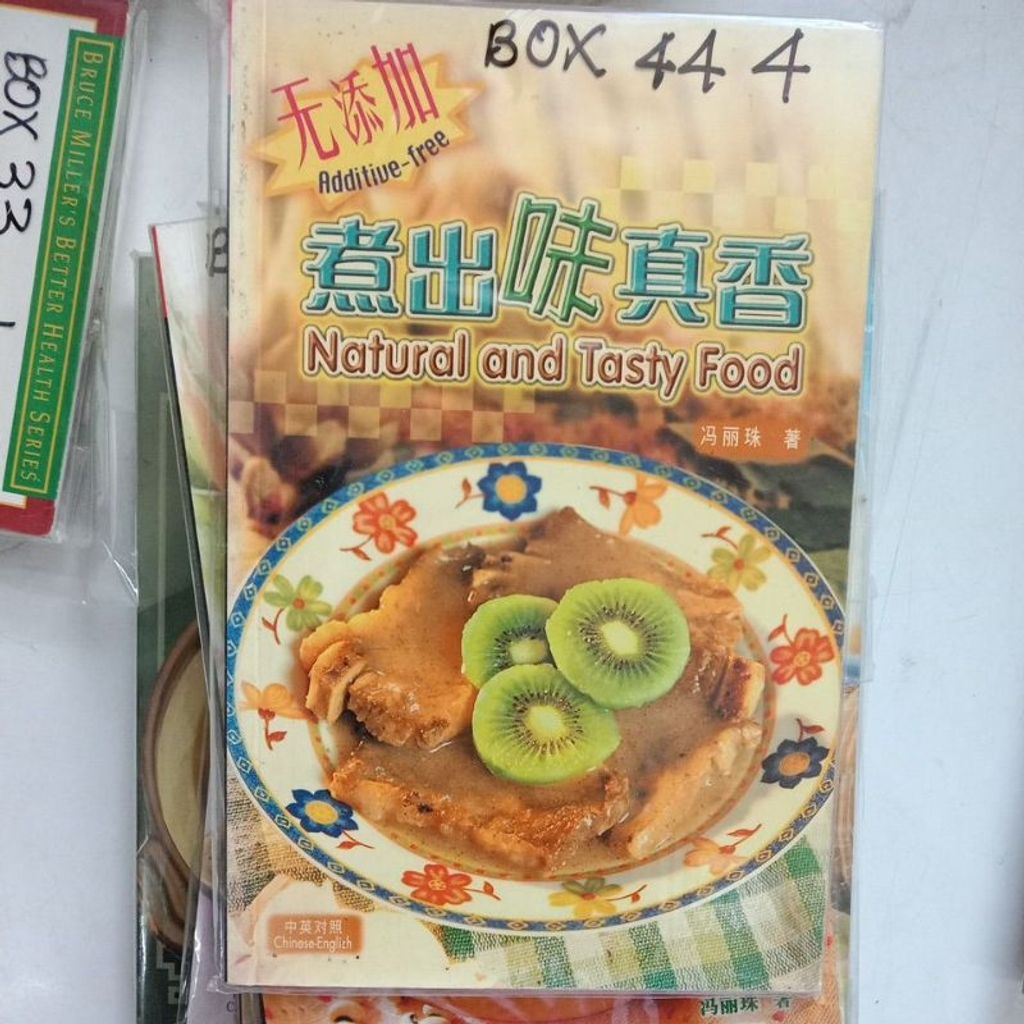 BOX 44 4
无添加
Additive-free
煮出味真香
Natural and Tasty Food
冯丽珠 著
中英对照
Chinese-English
BOX 33
BRUCE MILLER'S BETTER HEALTH SERIES
冯丽珠 著